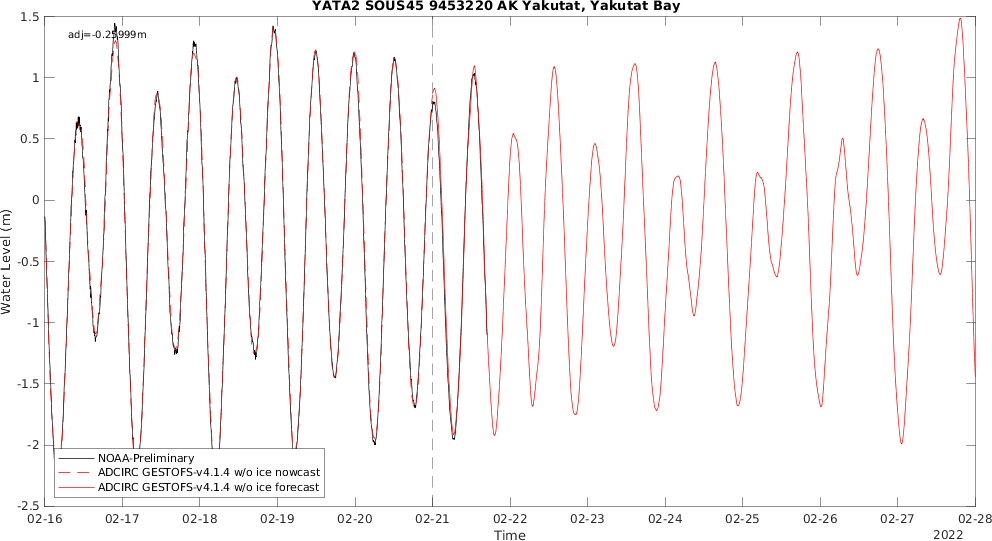 YATA2 SOUS45 9453220 AK Yakutat, Yakutat Bay
adj=-0.25999m
1.5
1
0.5
0
-0.5
-1
-1.5
-2
-2.5
Water Level (m)
NOAA-Preliminary
ADCIRC GESTOFS-v4.1.4 w/o ice nowcast
ADCIRC GESTOFS-v4.1.4 w/o ice forecast
02-16 02-17 02-18 02-19 02-20 02-21 02-22 02-23 02-24 02-25 02-26 02-27 02-28
Time
2022